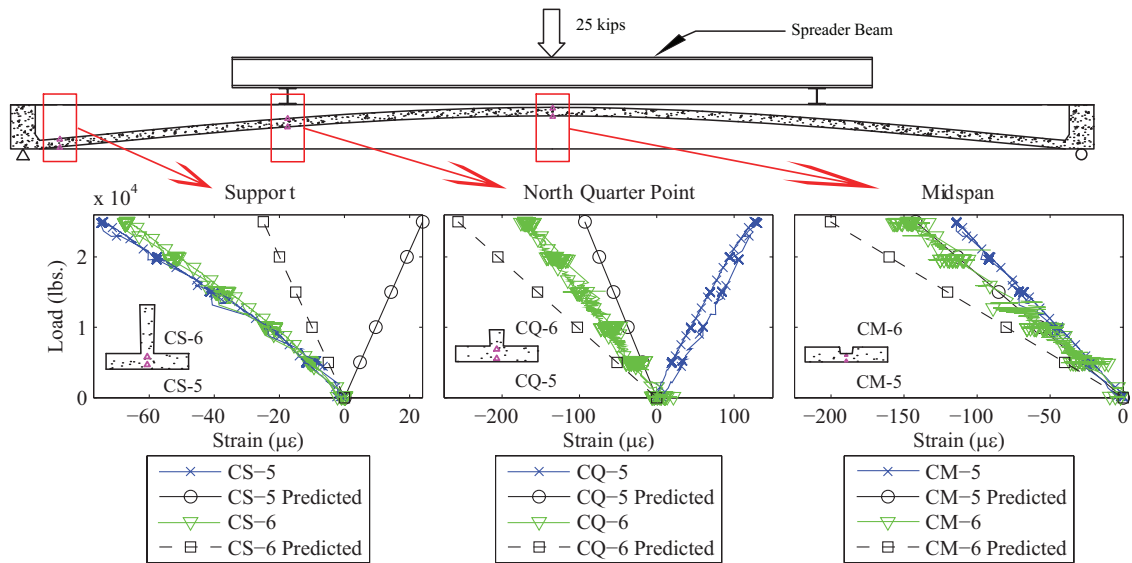 25 kips
Spreader Beam
Support
North Quarter Point
Midspan
x 10⁴
Load (lbs.)
2
1
0
CS-6
CS-5
−60 −40 −20 0 20
Strain (με)
CQ-6
CQ-5
−200 −100 0 100
Strain (με)
CM-6
CM-5
−200 −150 −100 −50 0
Strain (με)
CS−5
CS−5 Predicted
CS−6
CS−6 Predicted
CQ−5
CQ−5 Predicted
CQ−6
CQ−6 Predicted
CM−5
CM−5 Predicted
CM−6
CM−6 Predicted